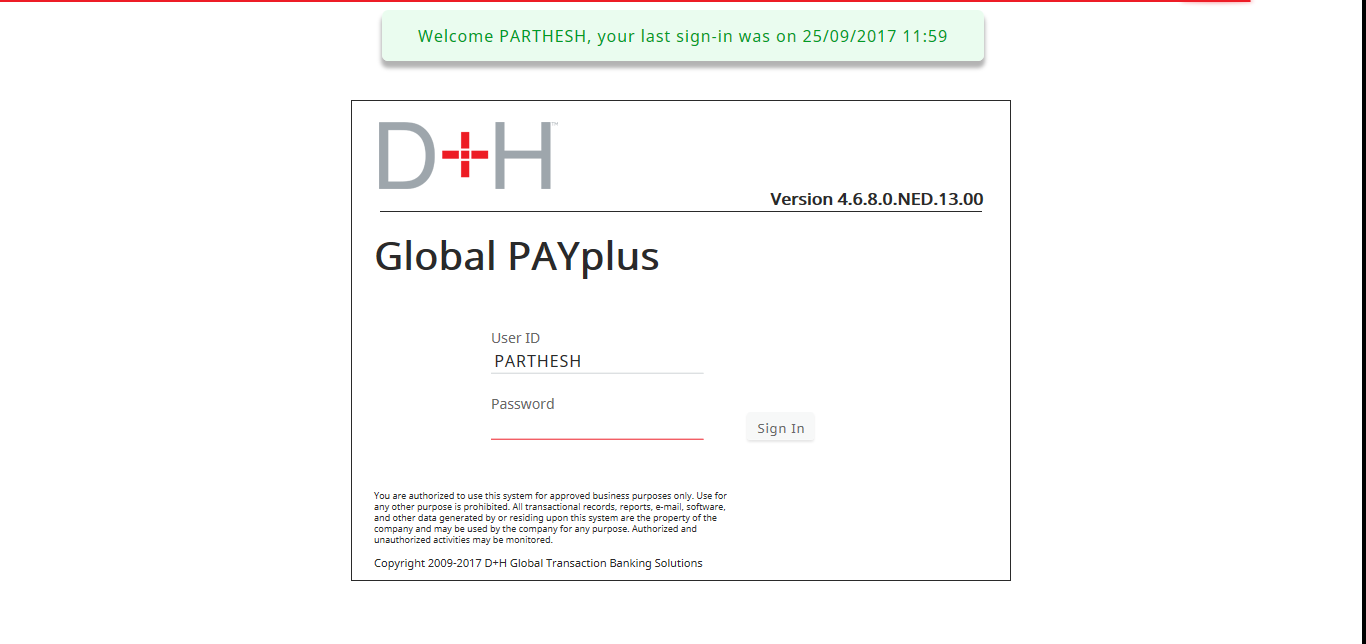 Welcome PARTHESH, your last sign-in was on 25/09/2017 11:59
D+H™
Version 4.6.8.0.NED.13.00
Global PAYplus
User ID
PARTHESH
Password
Sign In
You are authorized to use this system for approved business purposes only. Use for
any other purpose is prohibited. All transactional records, reports, e-mail, software,
and other data generated by or residing upon this system are the property of the
company and may be used by the company for any purpose. Authorized and
unauthorized activities may be monitored.
Copyright 2009-2017 D+H Global Transaction Banking Solutions